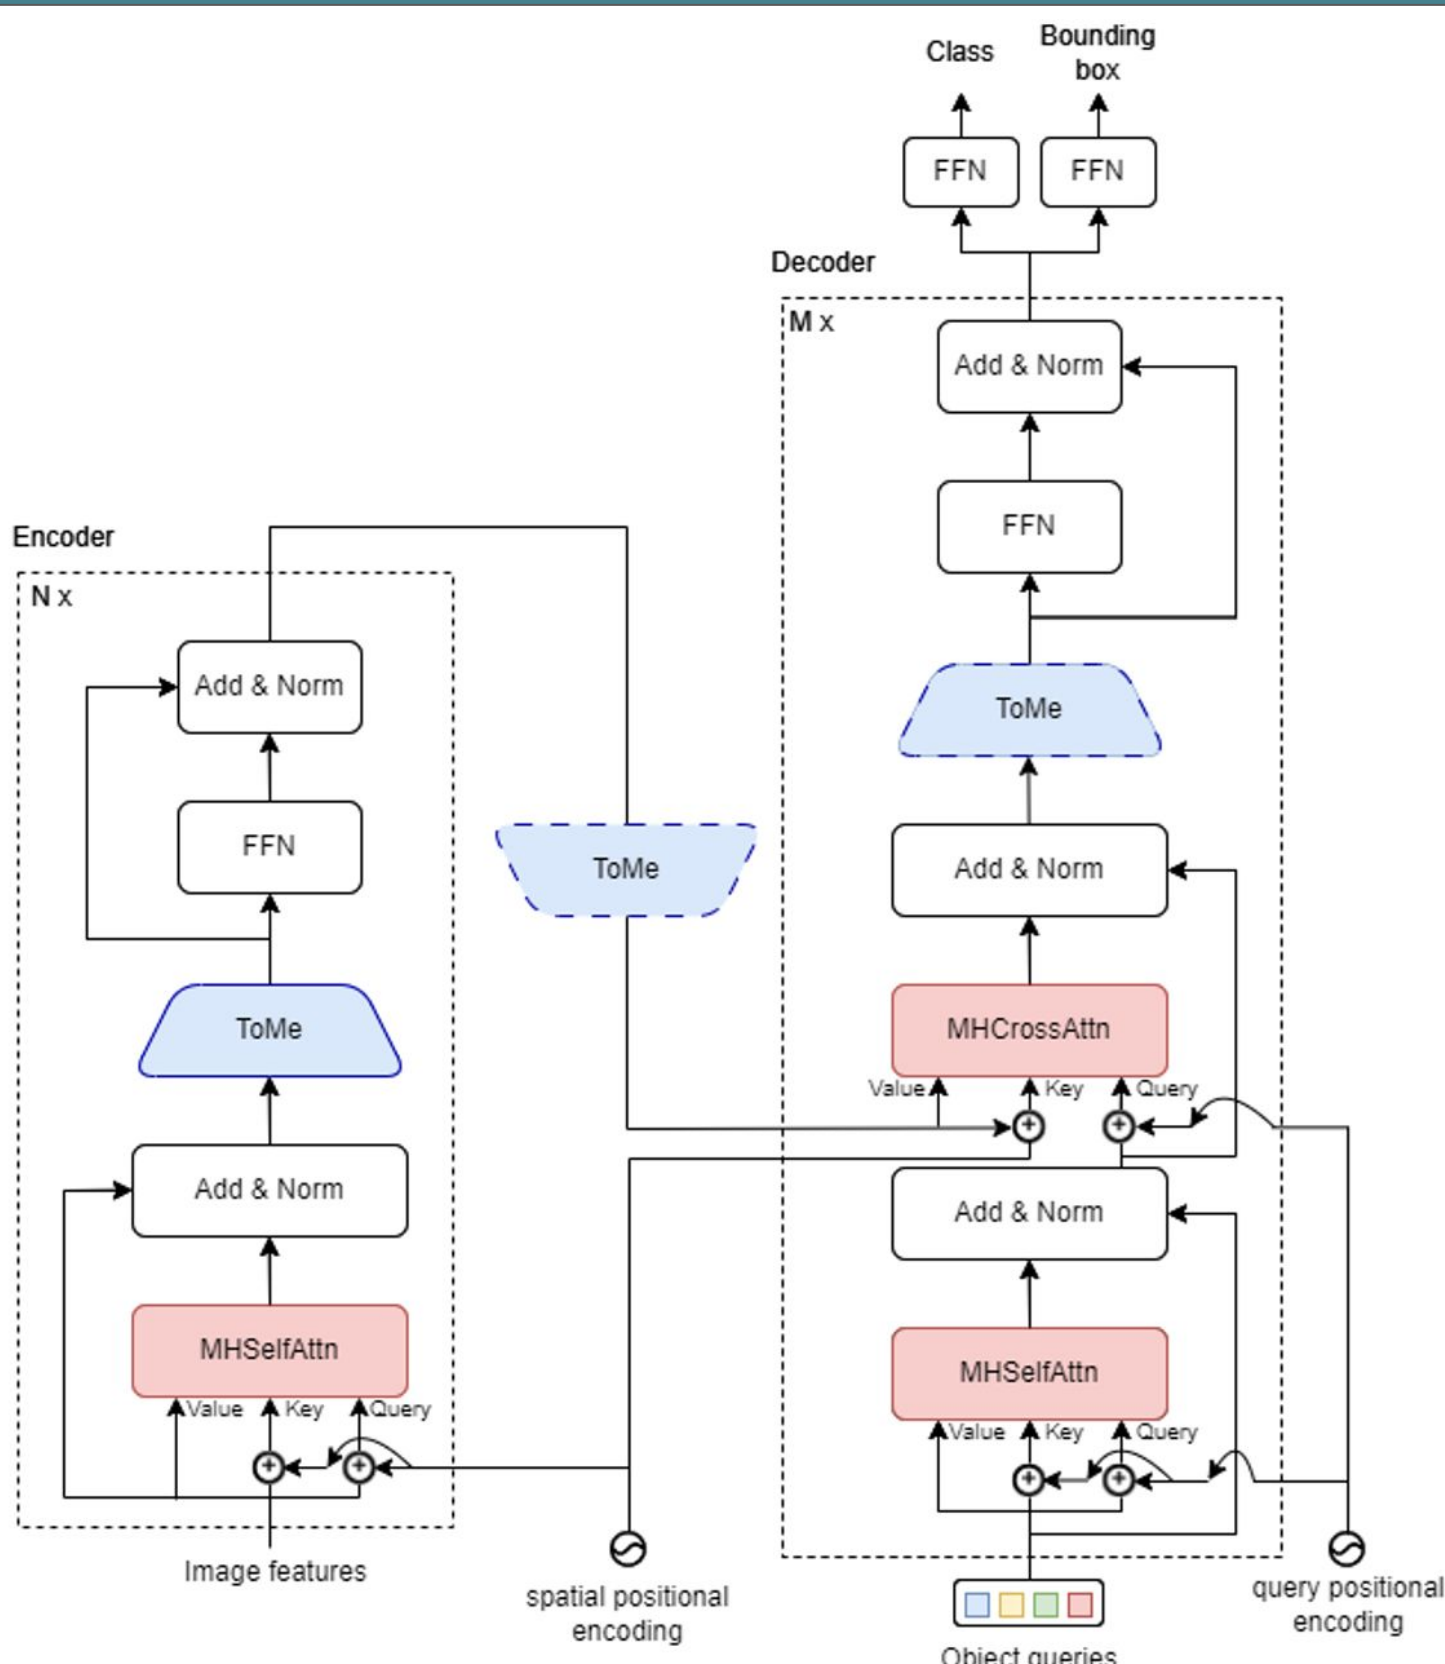 Class
Bounding
box
FFN
FFN
Decoder
M x
Add & Norm
FFN
ToMe
Add & Norm
MHCrossAttn
Value
Key
Query
Add & Norm
MHSelfAttn
Value
Key
Query
Object queries
query positional
encoding
Encoder
N x
Add & Norm
FFN
ToMe
Add & Norm
MHSelfAttn
Value
Key
Query
Image features
ToMe
spatial positional
encoding